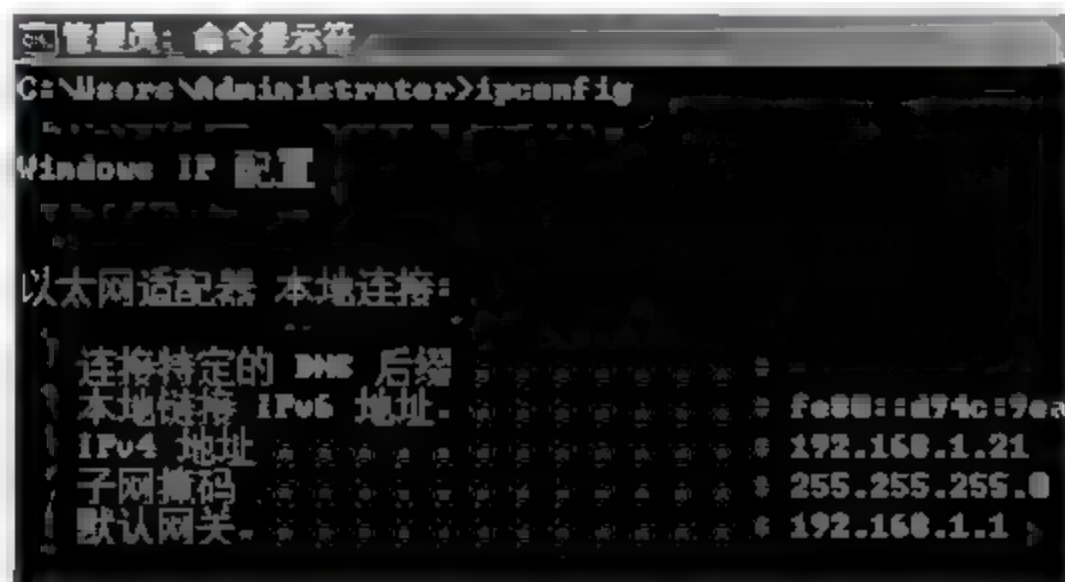 管理员: 命令提示符
C:\Users\Administrator>ipconfig
Windows IP 配置
以太网适配器 本地连接:
连接特定的 DNS 后缀 . . . . . . . :
本地链接 IPv6 地址. . . . . . . . : fe80::d74c:9ea
IPv4 地址 . . . . . . . . . . . . : 192.168.1.21
子网掩码 . . . . . . . . . . . . : 255.255.255.0
默认网关. . . . . . . . . . . . . : 192.168.1.1